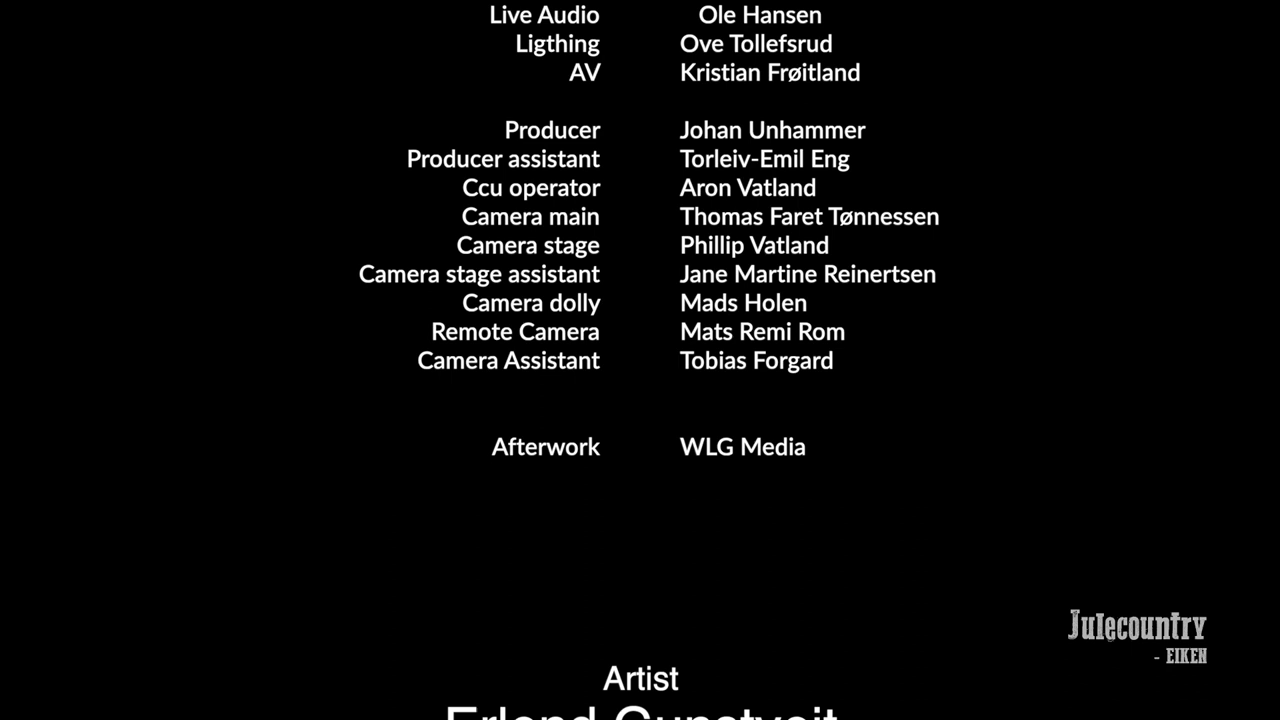 Live Audio Ole Hansen
Ligthing Ove Tollefsrud
AV Kristian Frøitland
Producer Johan Unhammer
Producer assistant Torleiv-Emil Eng
Ccu operator Aron Vatland
Camera main Thomas Faret Tønnessen
Camera stage Phillip Vatland
Camera stage assistant Jane Martine Reinertsen
Camera dolly Mads Holen
Remote Camera Mats Remi Rom
Camera Assistant Tobias Forgard
Afterwork WLG Media
Julecountry
- EIKEN
Artist